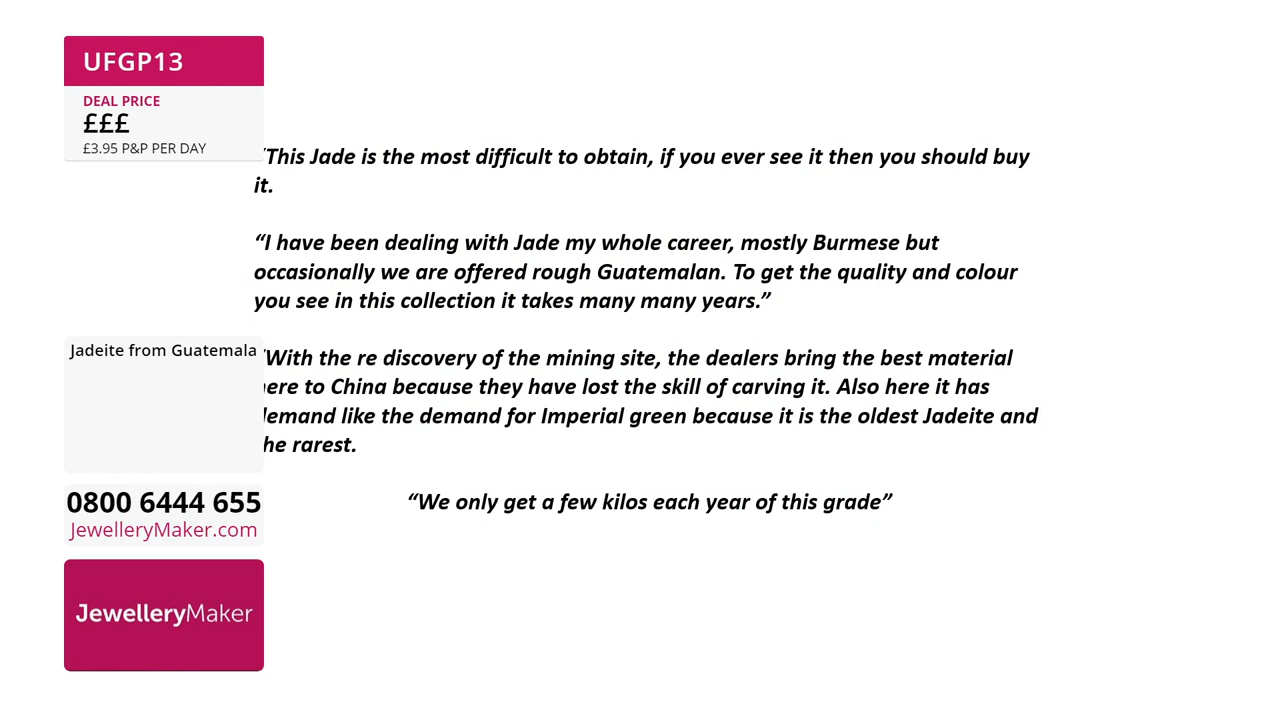 UFGP13
DEAL PRICE
£££
£3.95 P&P PER DAY
“This Jade is the most difficult to obtain, if you ever see it then you should buy
it.
“I have been dealing with Jade my whole career, mostly Burmese but
occasionally we are offered rough Guatemalan. To get the quality and colour
you see in this collection it takes many many years.”
Jadeite from Guatemala
“With the re discovery of the mining site, the dealers bring the best material
here to China because they have lost the skill of carving it. Also here it has
demand like the demand for Imperial green because it is the oldest Jadeite and
the rarest.
“We only get a few kilos each year of this grade”
0800 6444 655
JewelleryMaker.com
JewelleryMaker